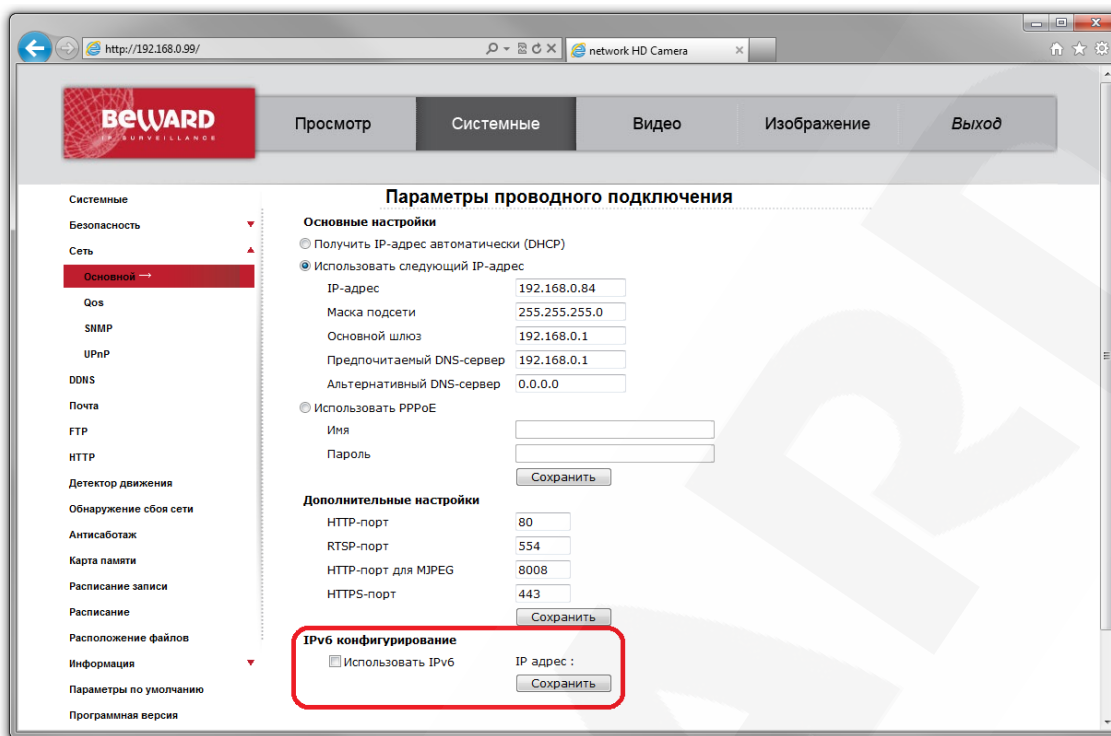 http://192.168.0.99/
network HD Camera
BEWARD
IP SURVEILLANCE
Просмотр
Системные
Видео
Изображение
Выход
Системные
Безопасность
Сеть
Основной →
Qos
SNMP
UPnP
DDNS
Почта
FTP
HTTP
Детектор движения
Обнаружение сбоя сети
Антисаботаж
Карта памяти
Расписание записи
Расписание
Расположение файлов
Информация
Параметры по умолчанию
Программная версия
Параметры проводного подключения
Основные настройки
Получить IP-адрес автоматически (DHCP)
Использовать следующий IP-адрес
IP-адрес 192.168.0.84
Маска подсети 255.255.255.0
Основной шлюз 192.168.0.1
Предпочитаемый DNS-сервер 192.168.0.1
Альтернативный DNS-сервер 0.0.0.0
Использовать PPPoE
Имя
Пароль
Сохранить
Дополнительные настройки
HTTP-порт 80
RTSP-порт 554
HTTP-порт для MJPEG 8008
HTTPS-порт 443
Сохранить
IPv6 конфигурирование
Использовать IPv6 IP адрес :
Сохранить